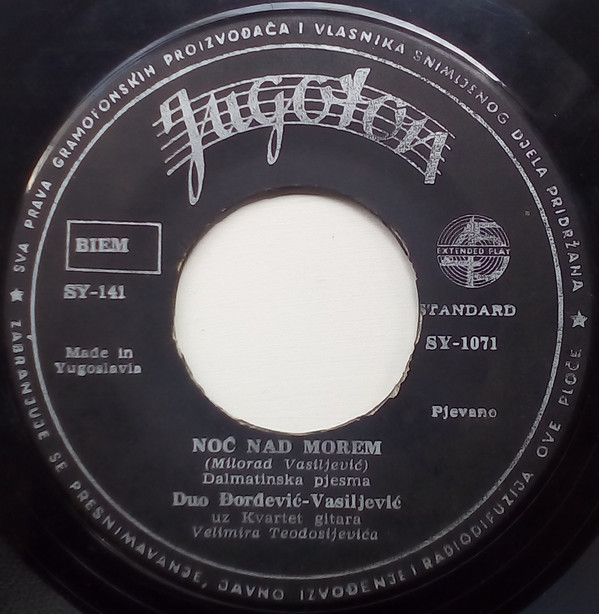 SVA PRAVA GRAMOFONSKIH PROIZVOĐAČA I VLASNIKA SNIMLJENOG DJELA PRIDRŽANA ★
ZABRANJUJE SE PRESNIMAVANJE, JAVNO IZVOĐENJE I RADIODIFUZIJA OVE PLOČE ★
Jugoton
BIEM
SY-141
Made in
Yugoslavia
45
EXTENDED PLAY
STANDARD
SY-1071
Pjevano
NOĆ NAD MOREM
(Milorad Vasiljević)
Dalmatinska pjesma
Duo Đorđević-Vasiljević
uz Kvartet gitara
Velimira Teodosijevića